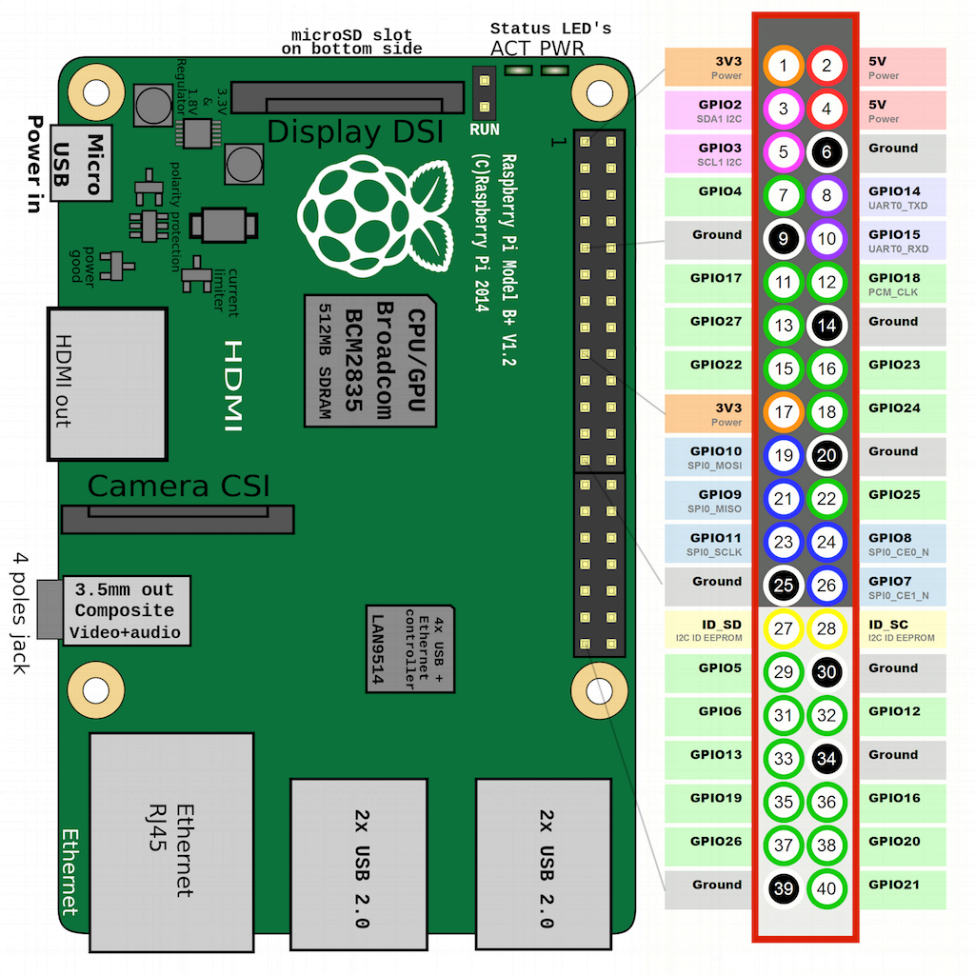 microSD slot
on bottom side
Status LED's
ACT PWR
Regulator
& 1.8V
3.3V
Display DSI
RUN
1
Power in
Micro
USB
polarity protection
power
good
current
limiter
Raspberry Pi Model B+ V1.2
(C)Raspberry Pi 2014
HDMI out
HDMI
CPU/GPU
Broadcom
BCM2835
512MB SDRAM
Camera CSI
4 poles jack
3.5mm out
Composite
Video+audio
4x USB +
Ethernet
controller
LAN9514
Ethernet
Ethernet
RJ45
2x USB 2.0
2x USB 2.0
3V3 1 2 5V
Power Power
GPIO2 3 4 5V
SDA1 I2C Power
GPIO3 5 6 Ground
SCL1 I2C
GPIO4 7 8 GPIO14
UART0_TXD
Ground 9 10 GPIO15
UART0_RXD
GPIO17 11 12 GPIO18
PCM_CLK
GPIO27 13 14 Ground
GPIO22 15 16 GPIO23
3V3 17 18 GPIO24
Power
GPIO10 19 20 Ground
SPI0_MOSI
GPIO9 21 22 GPIO25
SPI0_MISO
GPIO11 23 24 GPIO8
SPI0_SCLK SPI0_CE0_N
Ground 25 26 GPIO7
SPI0_CE1_N
ID_SD 27 28 ID_SC
I2C ID EEPROM I2C ID EEPROM
GPIO5 29 30 Ground
GPIO6 31 32 GPIO12
GPIO13 33 34 Ground
GPIO19 35 36 GPIO16
GPIO26 37 38 GPIO20
Ground 39 40 GPIO21